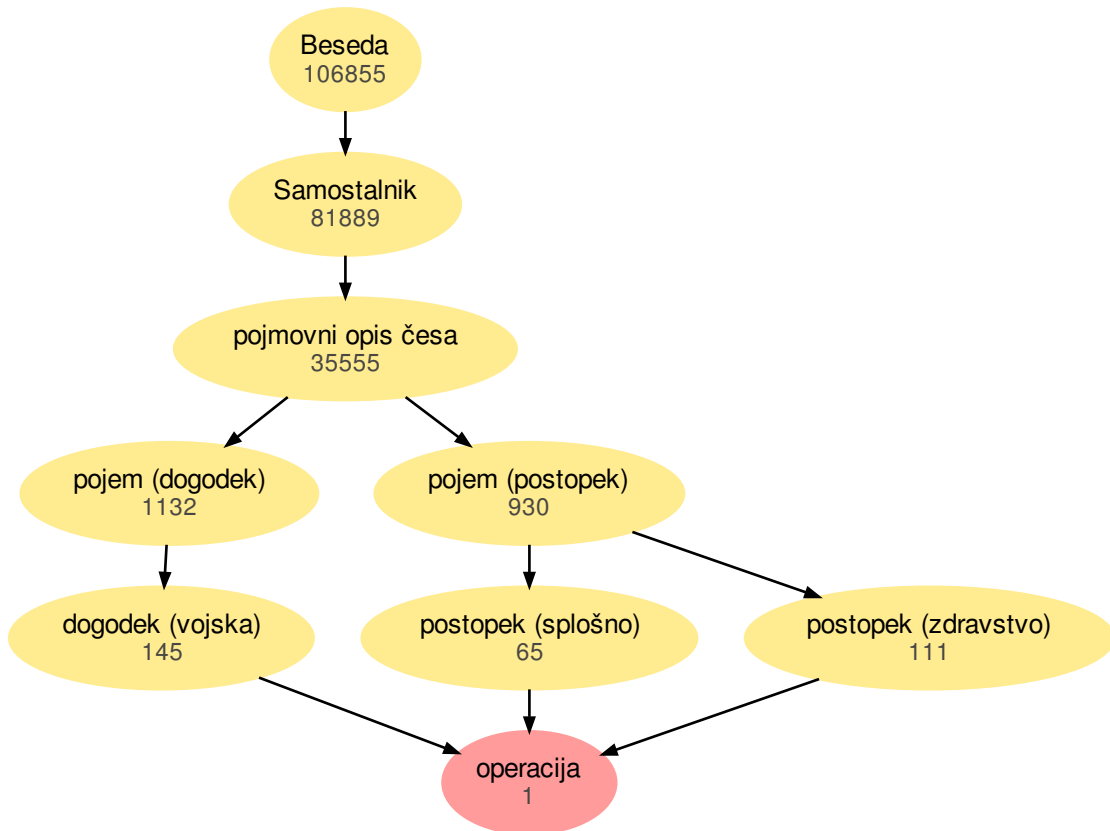 Beseda
106855
Samostalnik
81889
pojmovni opis česa
35555
pojem (dogodek)
1132
pojem (postopek)
930
dogodek (vojska)
145
postopek (splošno)
65
postopek (zdravstvo)
111
operacija
1